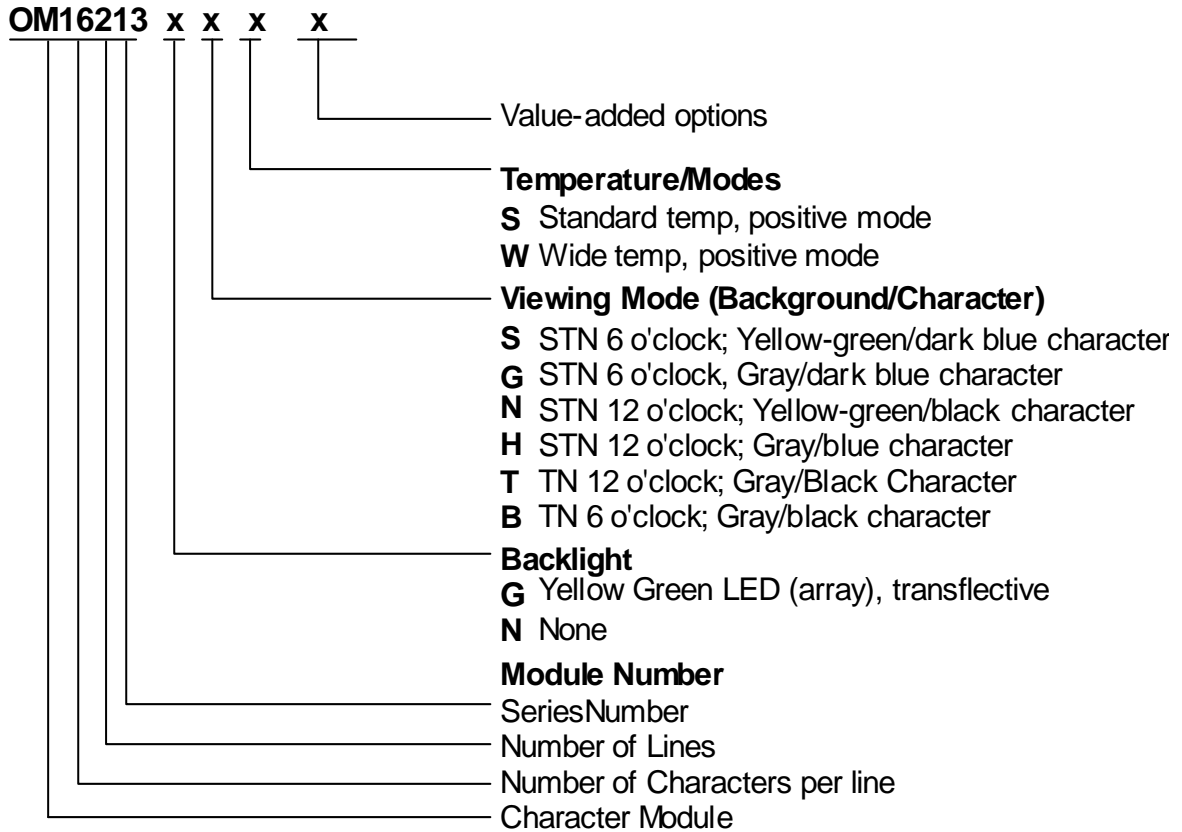 OM16213 x x x x
Value-added options
Temperature/Modes
S Standard temp, positive mode
W Wide temp, positive mode
Viewing Mode (Background/Character)
S STN 6 o'clock; Yellow-green/dark blue character
G STN 6 o'clock, Gray/dark blue character
N STN 12 o'clock; Yellow-green/black character
H STN 12 o'clock; Gray/blue character
T TN 12 o'clock; Gray/Black Character
B TN 6 o'clock; Gray/black character
Backlight
G Yellow Green LED (array), transflective
N None
Module Number
SeriesNumber
Number of Lines
Number of Characters per line
Character Module